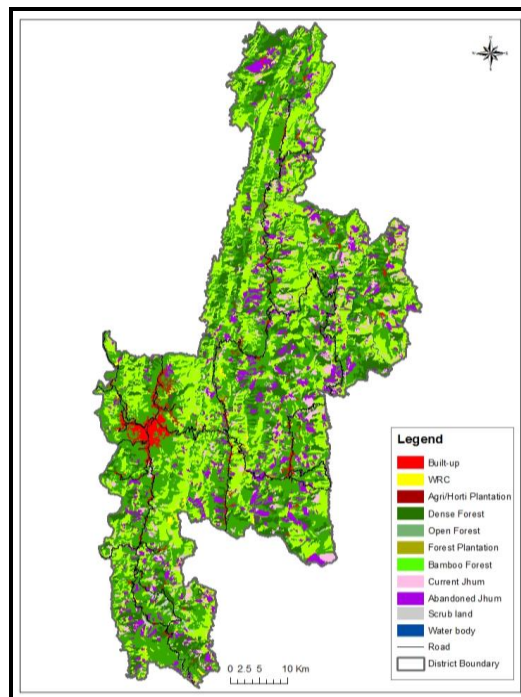 Legend
Built-up
WRC
Agri/Horti Plantation
Dense Forest
Open Forest
Forest Plantation
Bamboo Forest
Current Jhum
Abandoned Jhum
Scrub land
Water body
Road
District Boundary
0 2.5 5 10 Km